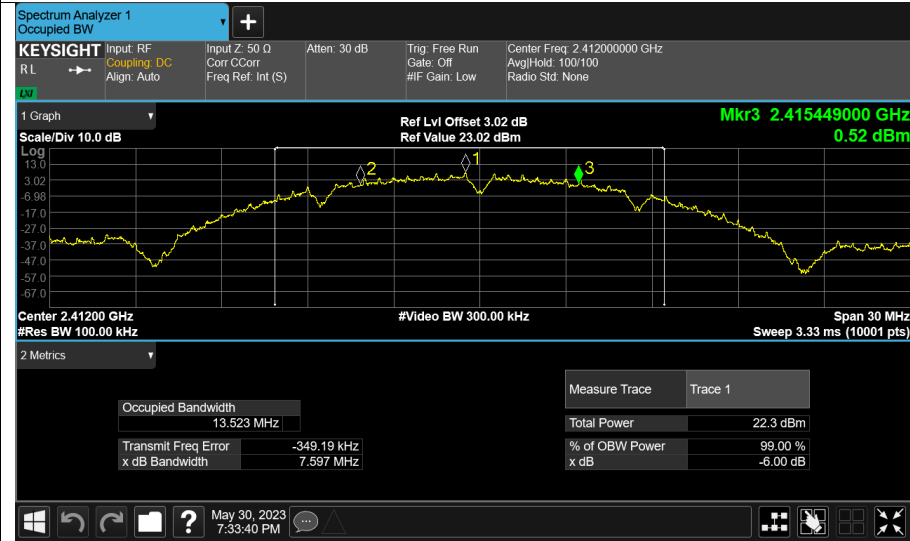 Spectrum Analyzer 1
Occupied BW
+
KEYSIGHT
RL
LXI
Input: RF
Coupling: DC
Align: Auto
Input Z: 50 Ω
Corr CCorr
Freq Ref: Int (S)
Atten: 30 dB
Trig: Free Run
Gate: Off
#IF Gain: Low
Center Freq: 2.412000000 GHz
Avg|Hold: 100/100
Radio Std: None
1 Graph
Scale/Div 10.0 dB
Ref Lvl Offset 3.02 dB
Ref Value 23.02 dBm
Mkr3 2.415449000 GHz
0.52 dBm
Log
13.0
3.02
-6.98
-17.0
-27.0
-37.0
-47.0
-57.0
-67.0
2
1
3
Center 2.41200 GHz
#Res BW 100.00 kHz
#Video BW 300.00 kHz
Span 30 MHz
Sweep 3.33 ms (10001 pts)
2 Metrics
Occupied Bandwidth
13.523 MHz
Transmit Freq Error -349.19 kHz
x dB Bandwidth 7.597 MHz
Measure Trace Trace 1
Total Power 22.3 dBm
% of OBW Power 99.00 %
x dB -6.00 dB
?
May 30, 2023
7:33:40 PM